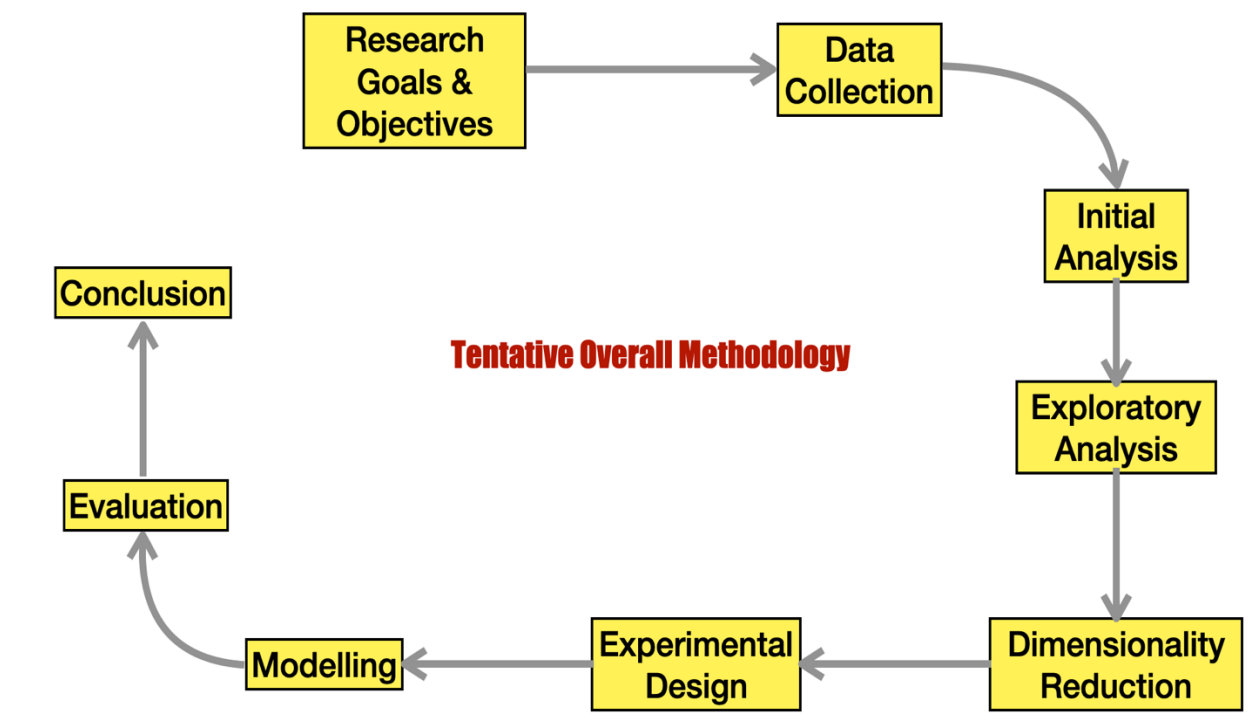 Research
Goals &
Objectives
Data
Collection
Initial
Analysis
Exploratory
Analysis
Dimensionality
Reduction
Experimental
Design
Modelling
Evaluation
Conclusion
Tentative Overall Methodology